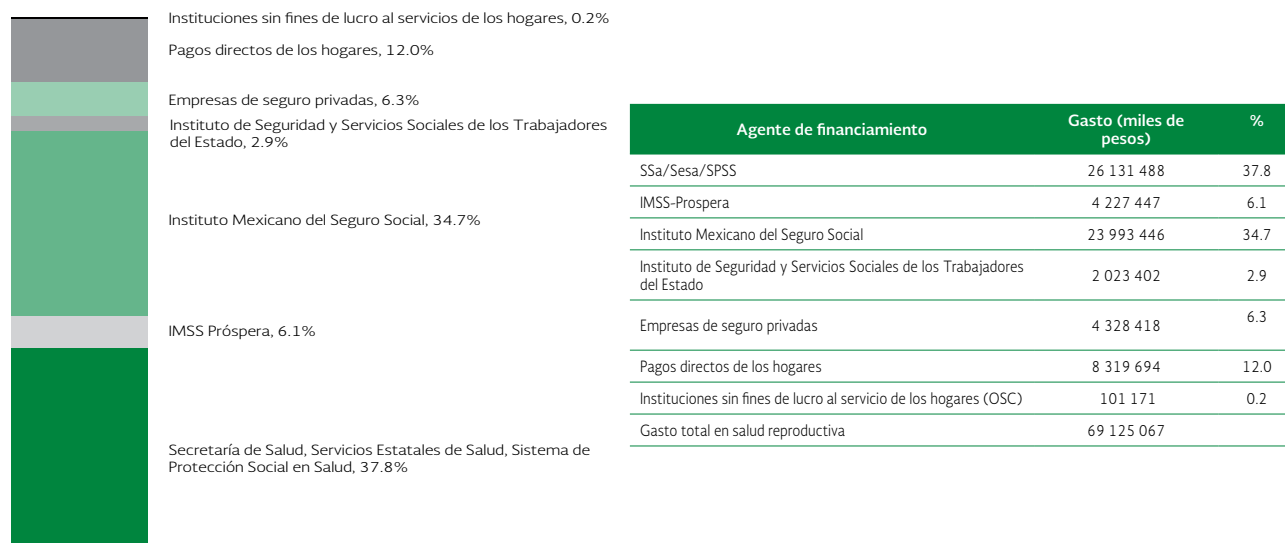 Instituciones sin fines de lucro al servicios de los hogares, 0.2%
Pagos directos de los hogares, 12.0%
Empresas de seguro privadas, 6.3%
Instituto de Seguridad y Servicios Sociales de los Trabajadores
del Estado, 2.9%
Instituto Mexicano del Seguro Social, 34.7%
IMSS Próspera, 6.1%
Secretaría de Salud, Servicios Estatales de Salud, Sistema de
Protección Social en Salud, 37.8%
Agente de financiamiento Gasto (miles de %
pesos)
SSa/Sesa/SPSS 26 131 488 37.8
IMSS-Prospera 4 227 447 6.1
Instituto Mexicano del Seguro Social 23 993 446 34.7
Instituto de Seguridad y Servicios Sociales de los Trabajadores
del Estado 2 023 402 2.9
Empresas de seguro privadas 4 328 418 6.3
Pagos directos de los hogares 8 319 694 12.0
Instituciones sin fines de lucro al servicio de los hogares (OSC) 101 171 0.2
Gasto total en salud reproductiva 69 125 067